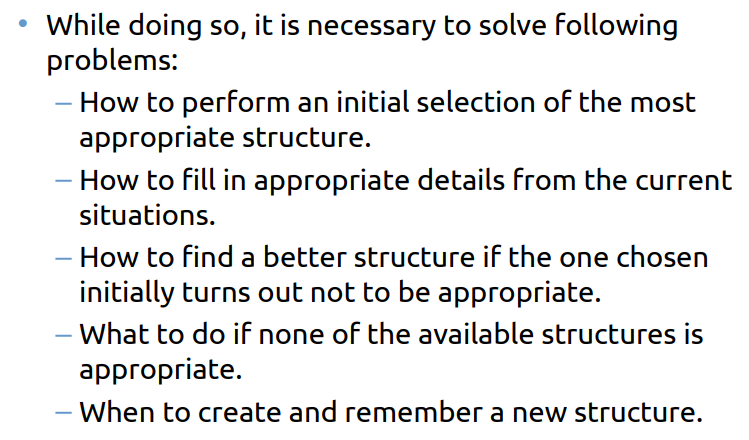 • While doing so, it is necessary to solve following
problems:
– How to perform an initial selection of the most
appropriate structure.
– How to fill in appropriate details from the current
situations.
– How to find a better structure if the one chosen
initially turns out not to be appropriate.
– What to do if none of the available structures is
appropriate.
– When to create and remember a new structure.